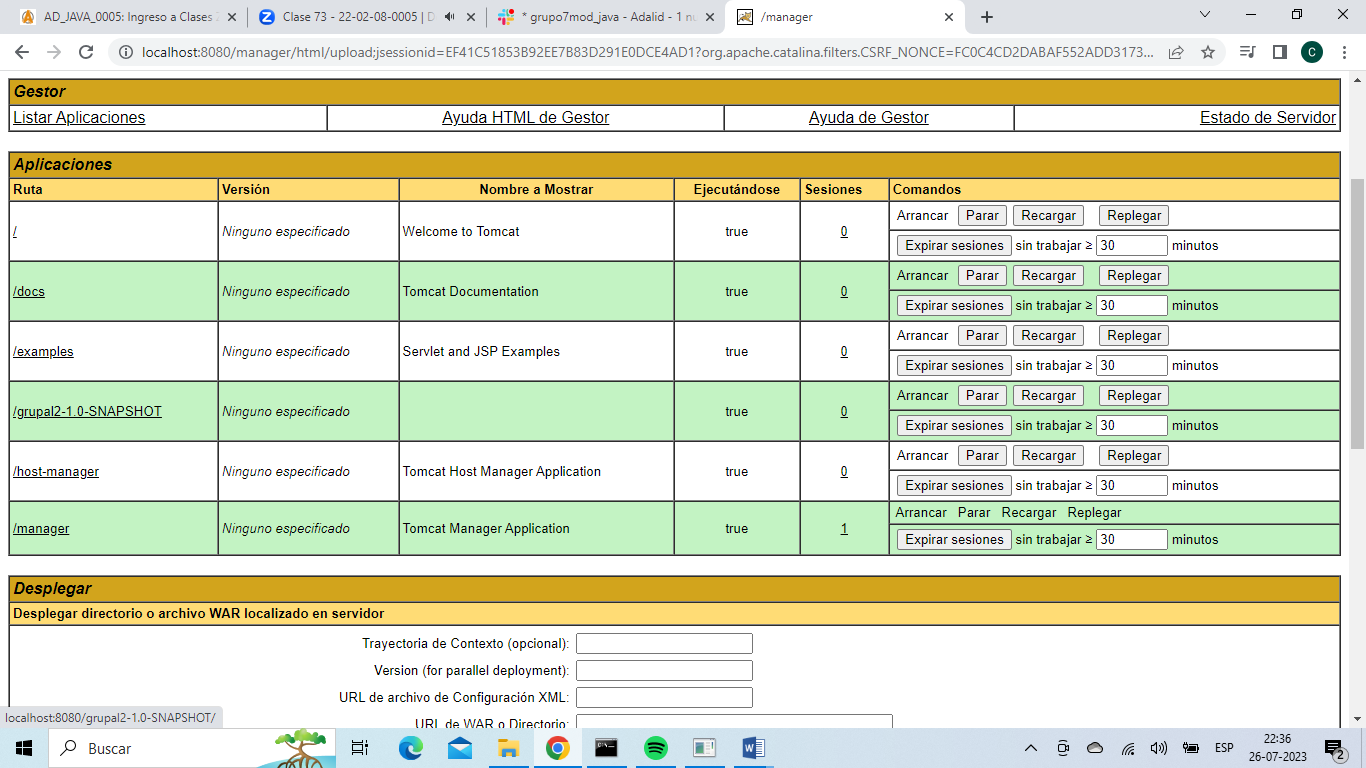 AD_JAVA_0005: Ingreso a Clases
Clase 73 - 22-02-08-0005 | D
* grupo7mod_java - Adalid - 1 nu
/manager
localhost:8080/manager/html/upload;jsessionid=EF41C51853B92EE7B83D291E0DCE4AD1?org.apache.catalina.filters.CSRF_NONCE=FC0C4CD2DABAF552ADD3173...
C
Gestor
Listar Aplicaciones Ayuda HTML de Gestor Ayuda de Gestor Estado de Servidor
Aplicaciones
Ruta Versión Nombre a Mostrar Ejecutándose Sesiones Comandos
/ Ninguno especificado Welcome to Tomcat true 0
Arrancar Parar Recargar Replegar
Expirar sesiones sin trabajar ≥ 30 minutos
/docs Ninguno especificado Tomcat Documentation true 0
Arrancar Parar Recargar Replegar
Expirar sesiones sin trabajar ≥ 30 minutos
/examples Ninguno especificado Servlet and JSP Examples true 0
Arrancar Parar Recargar Replegar
Expirar sesiones sin trabajar ≥ 30 minutos
/grupal2-1.0-SNAPSHOT Ninguno especificado true 0
Arrancar Parar Recargar Replegar
Expirar sesiones sin trabajar ≥ 30 minutos
/host-manager Ninguno especificado Tomcat Host Manager Application true 0
Arrancar Parar Recargar Replegar
Expirar sesiones sin trabajar ≥ 30 minutos
/manager Ninguno especificado Tomcat Manager Application true 1
Arrancar Parar Recargar Replegar
Expirar sesiones sin trabajar ≥ 30 minutos
Desplegar
Desplegar directorio o archivo WAR localizado en servidor
Trayectoria de Contexto (opcional):
Version (for parallel deployment):
URL de archivo de Configuración XML:
URL de WAR o Directorio:
localhost:8080/grupal2-1.0-SNAPSHOT/
Buscar
ESP
22:36
26-07-2023
2